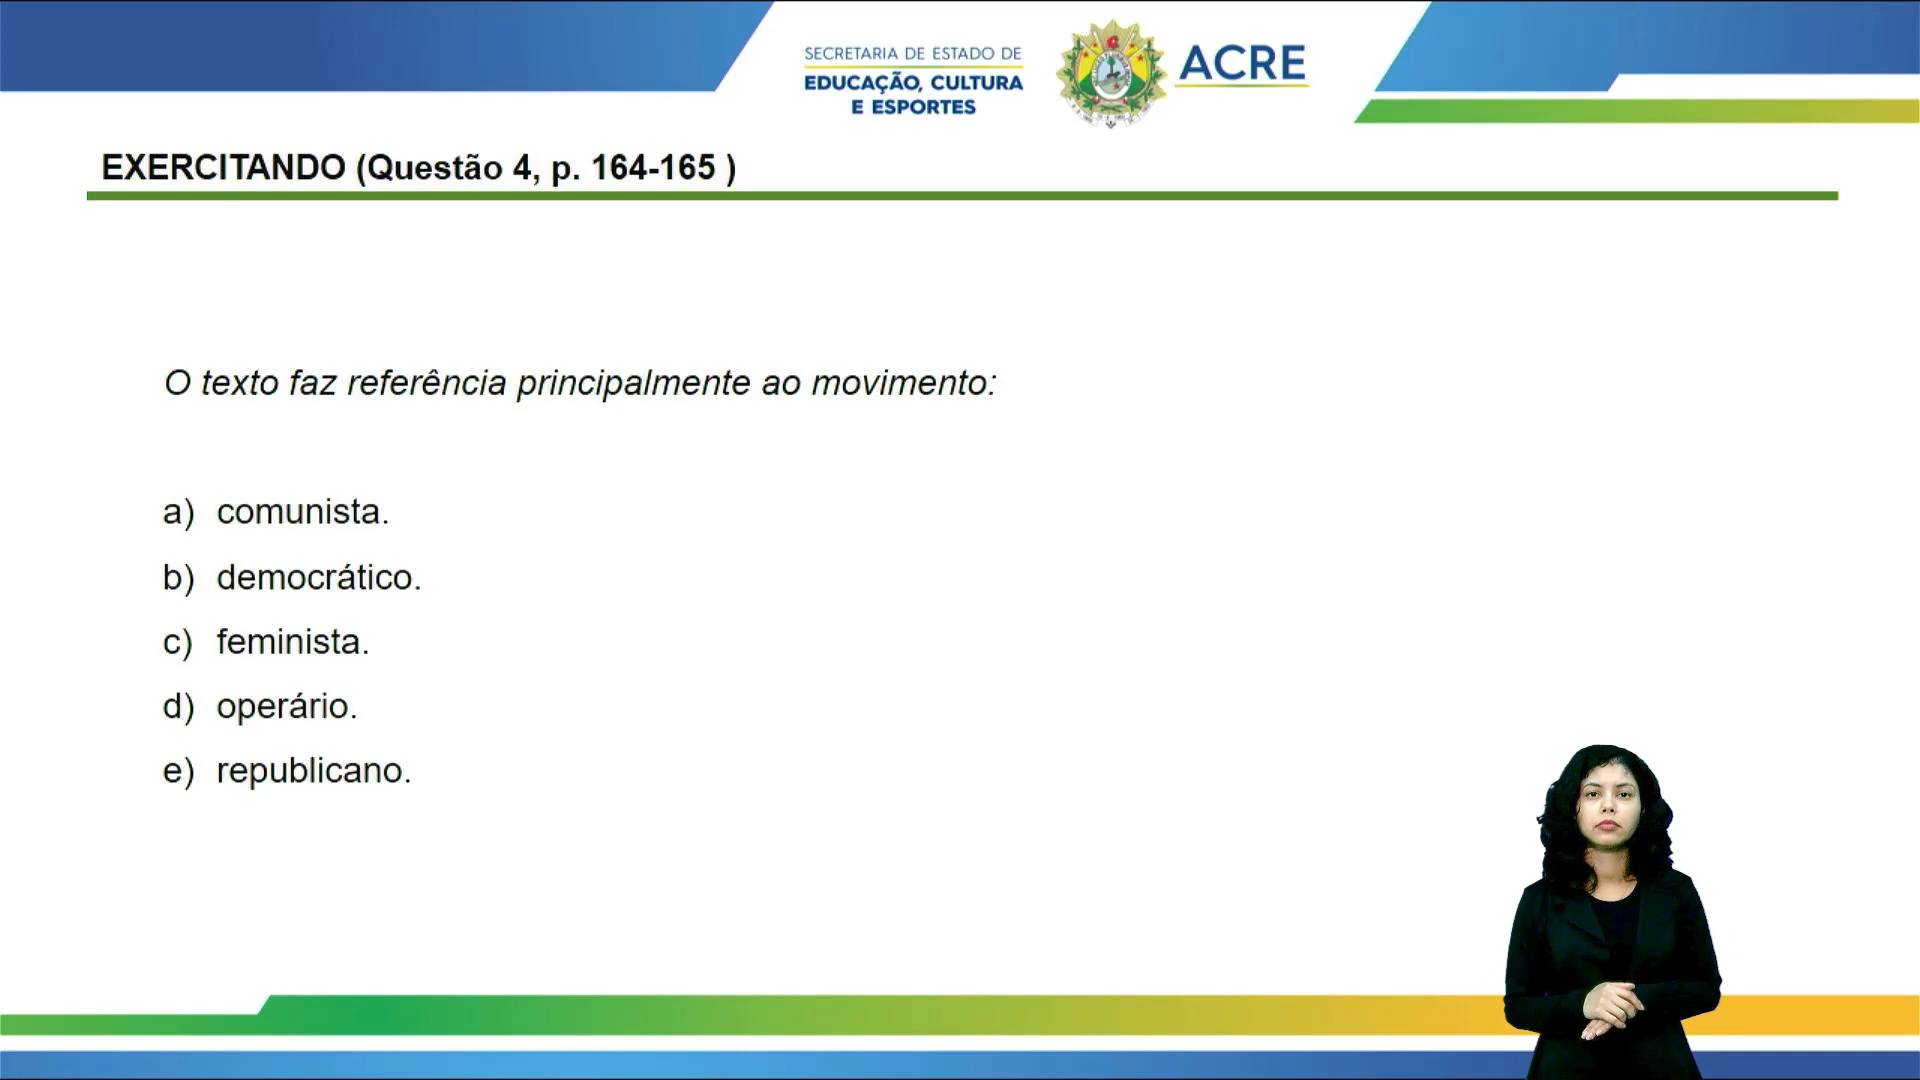 SECRETARIA DE ESTADO DE
EDUCAÇÃO, CULTURA
E ESPORTES
ACRE
EXERCITANDO (Questão 4, p. 164-165 )
O texto faz referência principalmente ao movimento:
a) comunista.
b) democrático.
c) feminista.
d) operário.
e) republicano.